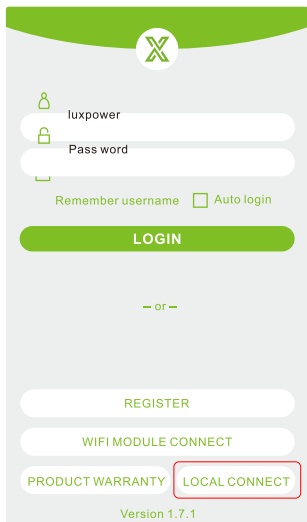 luxpower
Pass word
Remember username Auto login
LOGIN
or
REGISTER
WIFI MODULE CONNECT
PRODUCT WARRANTY LOCAL CONNECT
Version 1.7.1